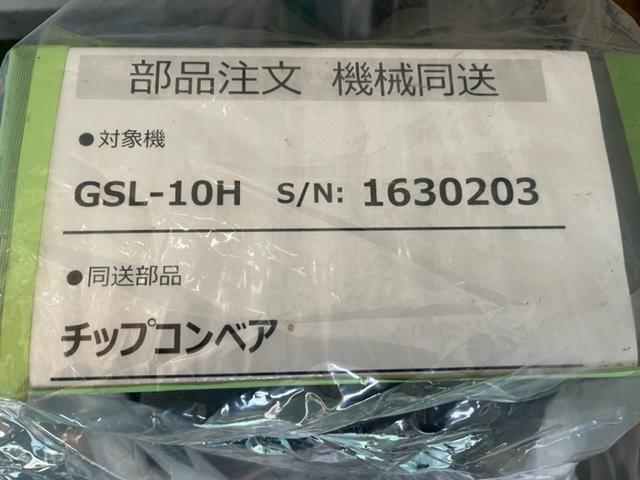 部品注文 機械同送
●対象機
GSL-10H S/N: 1630203
●同送部品
チップコンベア